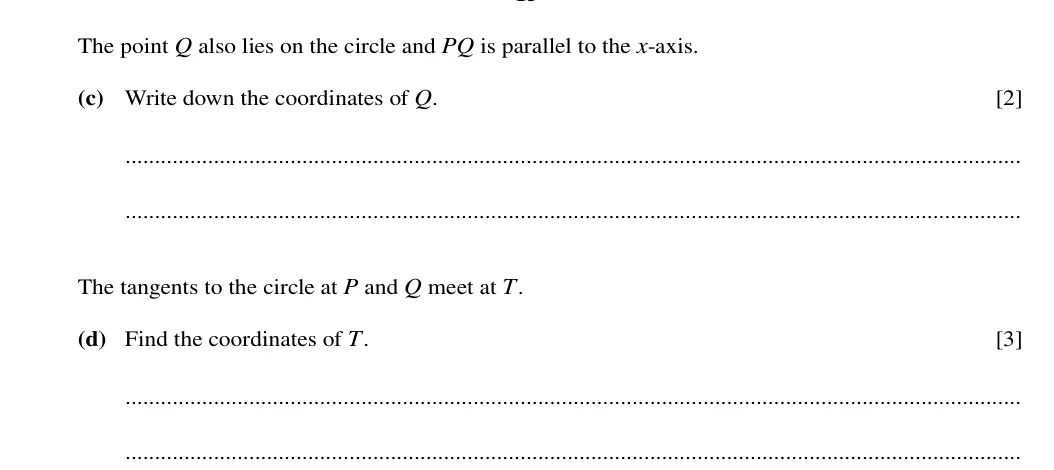 The point Q also lies on the circle and PQ is parallel to the x-axis.
(c) Write down the coordinates of Q. [2]
The tangents to the circle at P and Q meet at T.
(d) Find the coordinates of T. [3]